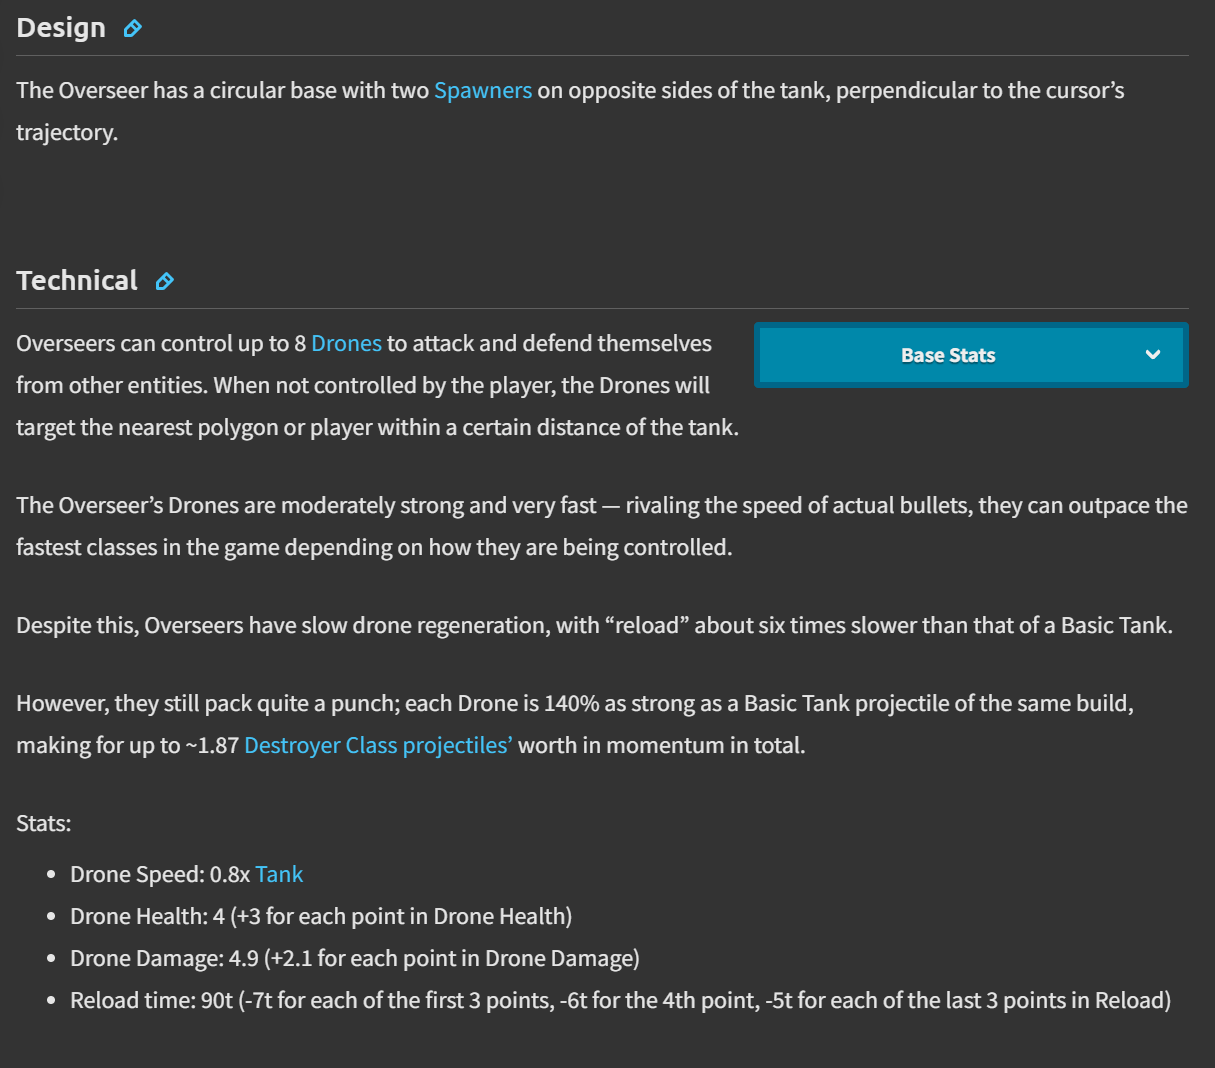 Design
The Overseer has a circular base with two Spawners on opposite sides of the tank, perpendicular to the cursor’s
trajectory.
Technical
Overseers can control up to 8 Drones to attack and defend themselves
from other entities. When not controlled by the player, the Drones will
target the nearest polygon or player within a certain distance of the tank.
Base Stats
The Overseer’s Drones are moderately strong and very fast — rivaling the speed of actual bullets, they can outpace the
fastest classes in the game depending on how they are being controlled.
Despite this, Overseers have slow drone regeneration, with “reload” about six times slower than that of a Basic Tank.
However, they still pack quite a punch; each Drone is 140% as strong as a Basic Tank projectile of the same build,
making for up to ~1.87 Destroyer Class projectiles’ worth in momentum in total.
Stats:
• Drone Speed: 0.8x Tank
• Drone Health: 4 (+3 for each point in Drone Health)
• Drone Damage: 4.9 (+2.1 for each point in Drone Damage)
• Reload time: 90t (-7t for each of the first 3 points, -6t for the 4th point, -5t for each of the last 3 points in Reload)